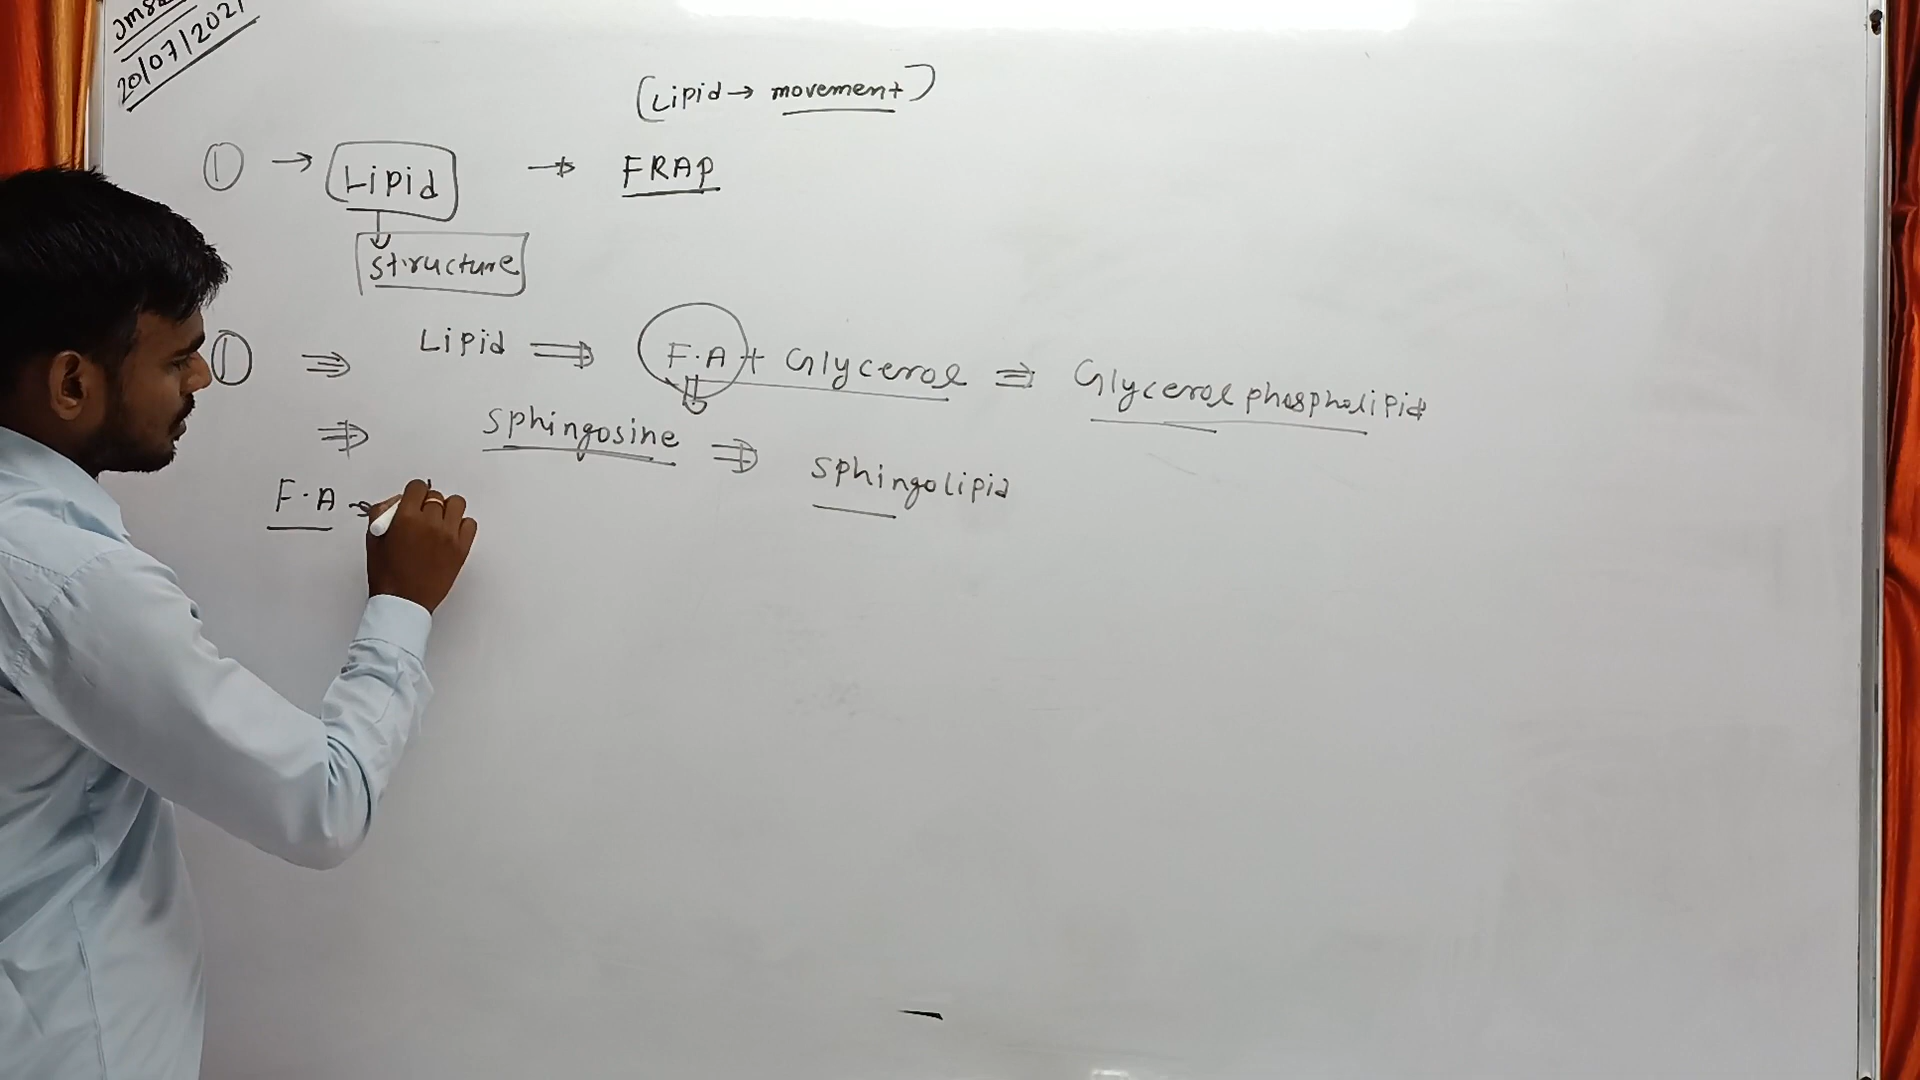 20/07/2021
(Lipid → movement)
① → Lipid → FRAP
structure
① ⇒ Lipid ⇒ F.A + Glycerol ⇒ Glycerol phospholipid
⇒ sphingosine ⇒ sphingolipid
F.A →